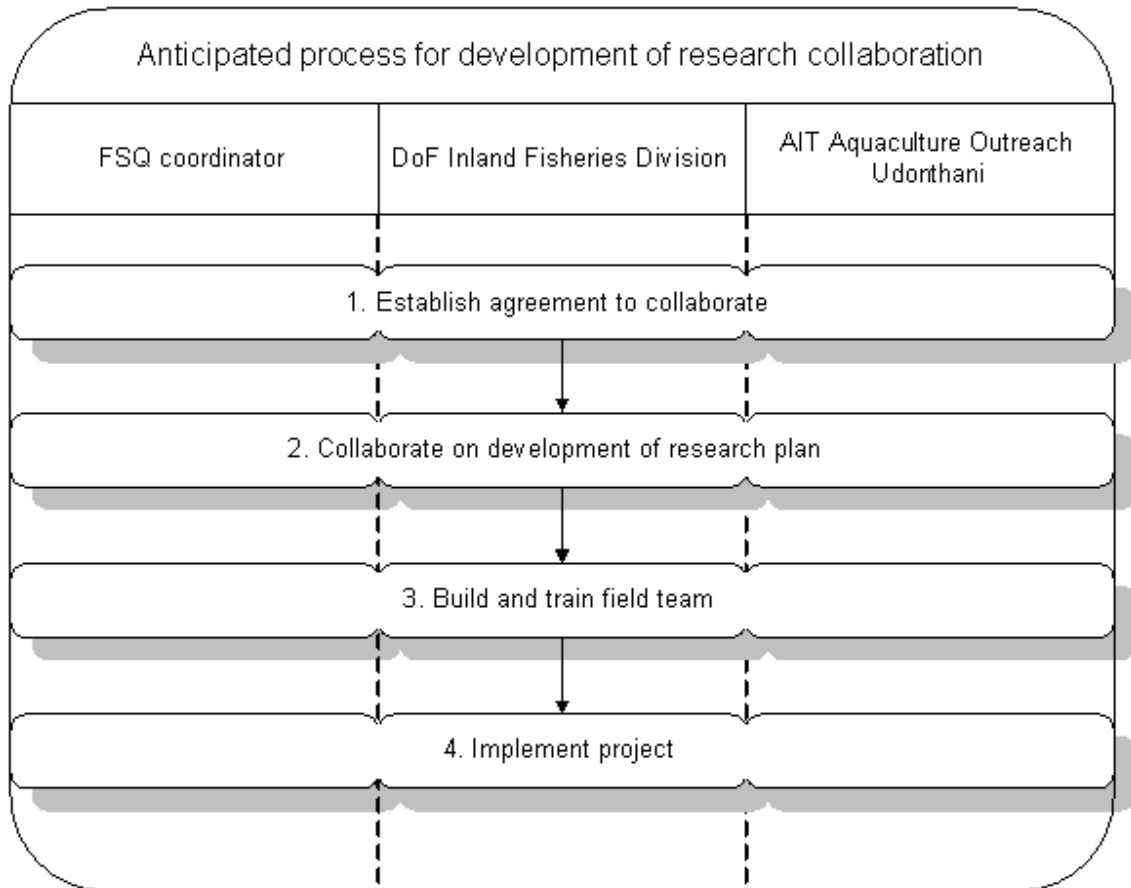 Anticipated process for development of research collaboration
FSQ coordinator
DoF Inland Fisheries Division
AIT Aquaculture Outreach
Udonthani
1. Establish agreement to collaborate
2. Collaborate on development of research plan
3. Build and train field team
4. Implement project